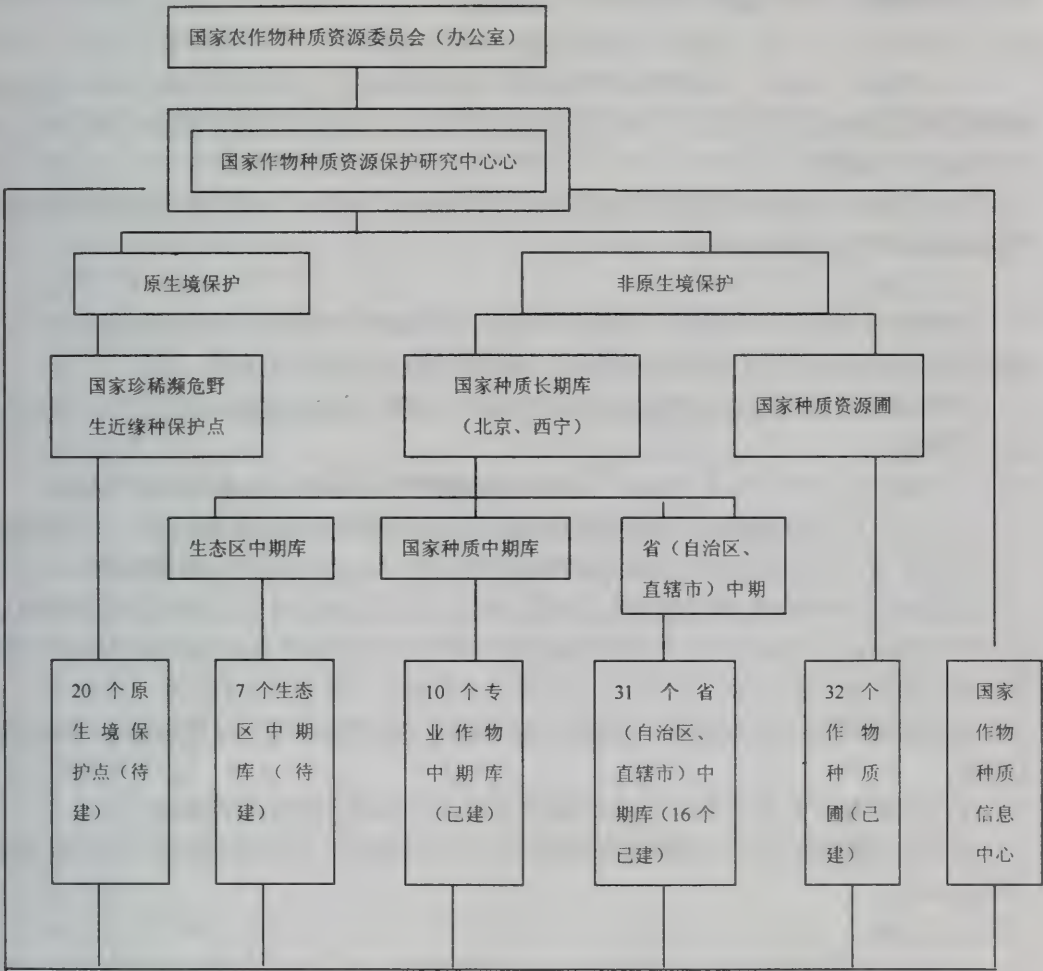 国家农作物种质资源委员会（办公室）
国家作物种质资源保护研究中心心
原生境保护
非原生境保护
国家珍稀濒危野
生近缘种保护点
国家种质长期库
（北京、西宁）
国家种质资源圃
生态区中期库
国家种质中期库
省（自治区、
直辖市）中期
20 个原
生境保
护点（待
建）
7 个生态
区中期
库（待
建）
10 个专
业作物
中期库
（已建）
31 个省
（自治区、
直辖市）中
期库（16个
已建）
32 个
作物
种质
圃（已
建）
国家
作物
种质
信息
中心